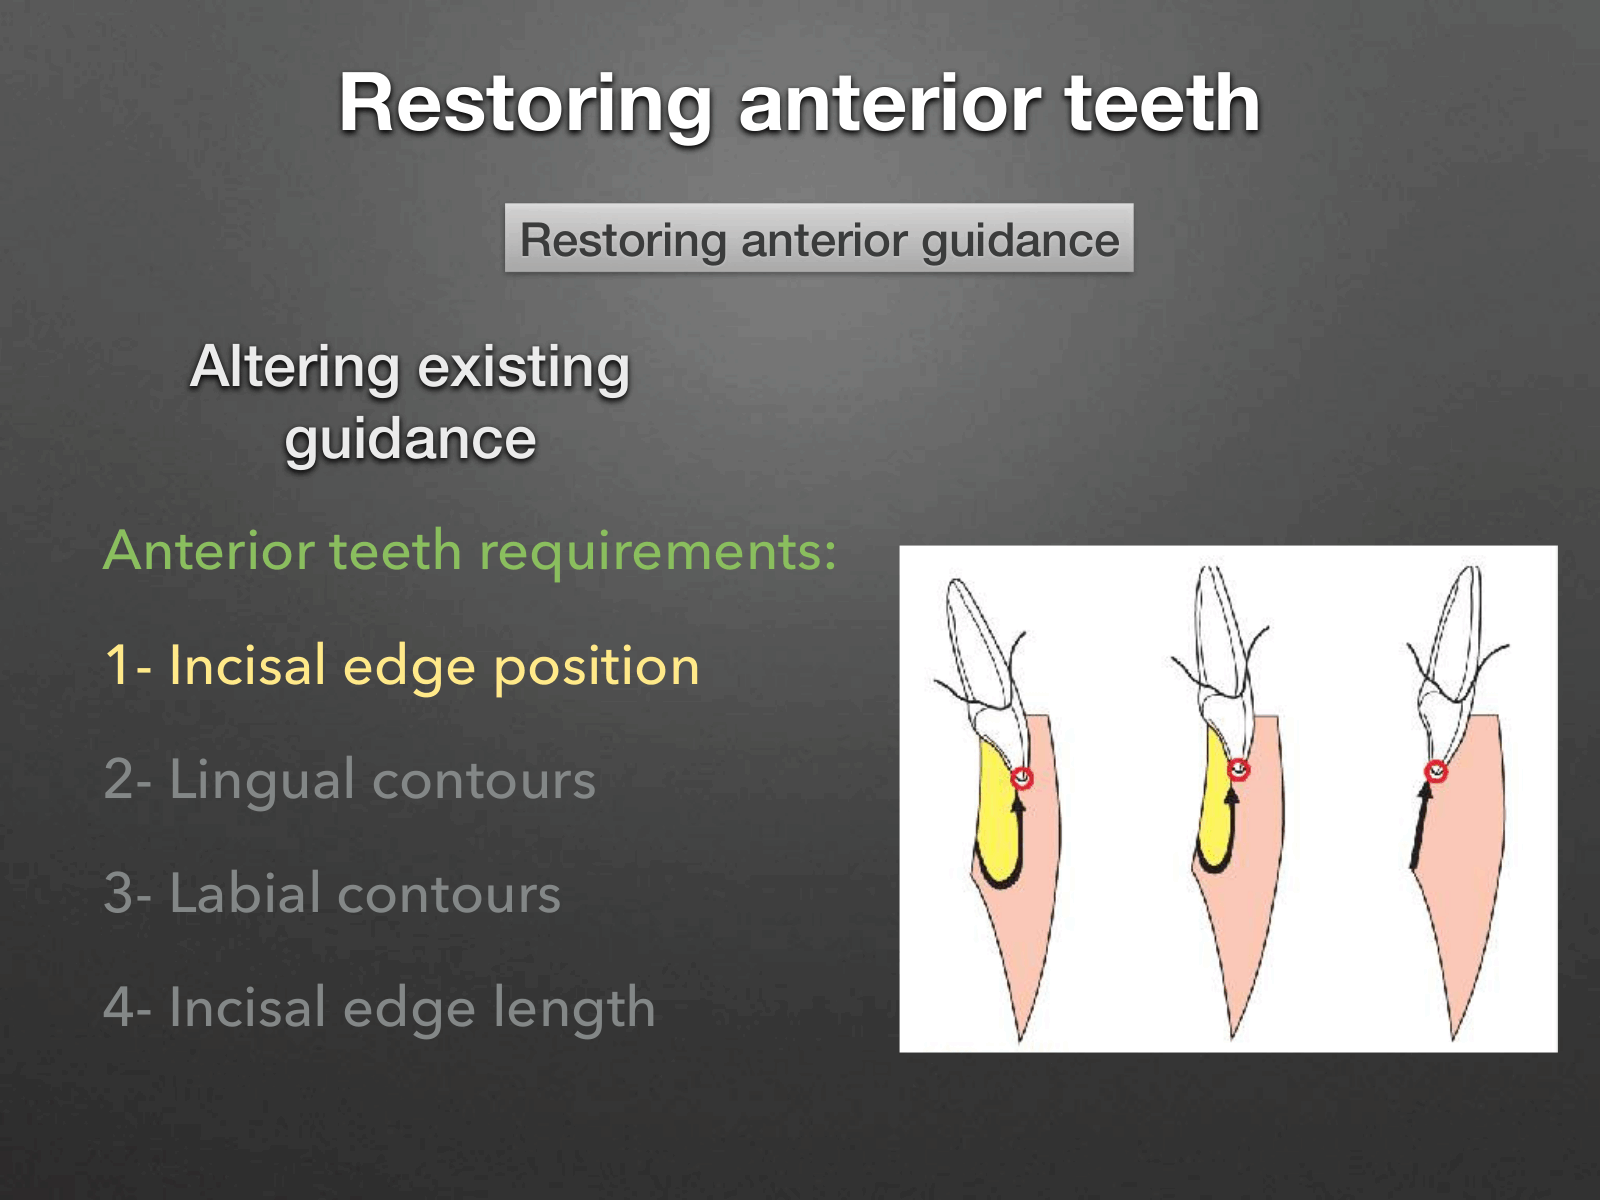 Restoring anterior teeth
Restoring anterior guidance
Altering existing
guidance
Anterior teeth requirements:
1- Incisal edge position
2- Lingual contours
3- Labial contours
4- Incisal edge length